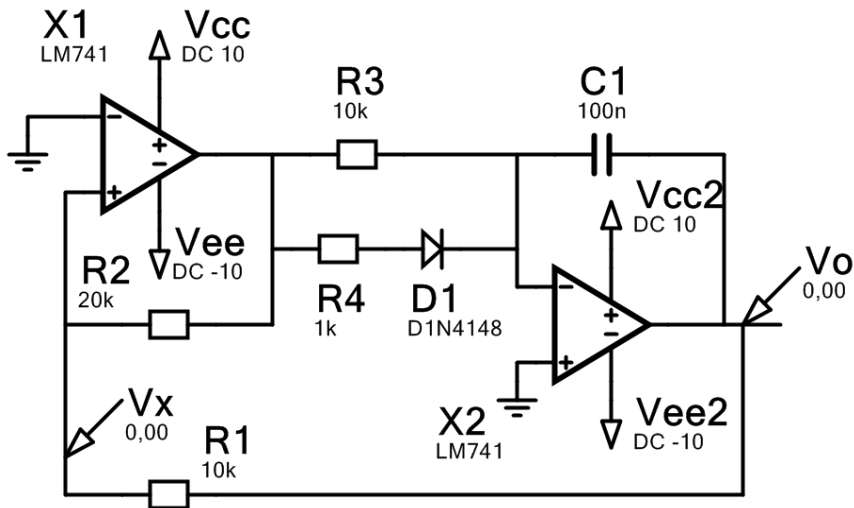 X1
LM741
Vcc
DC 10
R3
10k
C1
100n
Vcc2
DC 10
Vee
DC -10
R2
20k
R4
1k
D1
D1N4148
Vo
0,00
Vx
0,00
R1
10k
X2
LM741
Vee2
DC -10